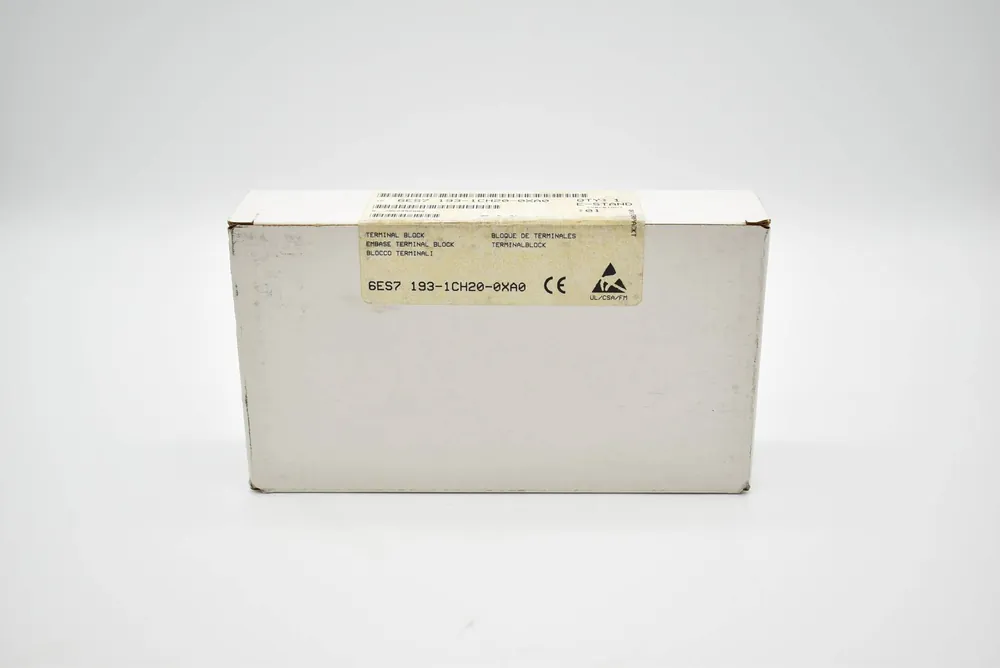 6ES7 193-1CH20-0XA0
QTY: 1
E-STAND
01
TERMINAL BLOCK
EMBASE TERMINAL BLOCK
BLOCCO TERMINALI
BLOQUE DE TERMINALES
TERMINALBLOCK
6ES7 193-1CH20-0XA0 CE
UL/CSA/FM